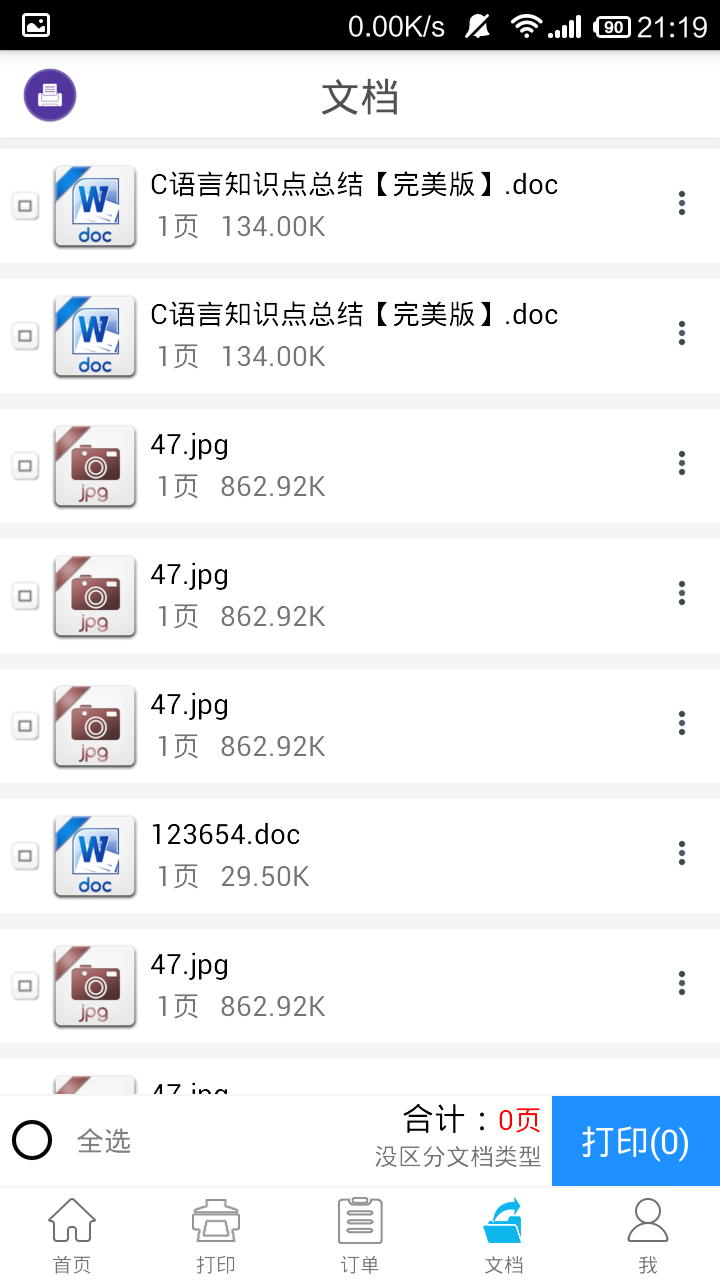 0.00K/s 90 21:19
文档
C语言知识点总结【完美版】.doc
doc
1页 134.00K
C语言知识点总结【完美版】.doc
doc
1页 134.00K
47.jpg
jpg
1页 862.92K
47.jpg
jpg
1页 862.92K
47.jpg
jpg
1页 862.92K
123654.doc
doc
1页 29.50K
47.jpg
jpg
1页 862.92K
47.jpg
全选
合计：0页
没区分文档类型
打印(0)
首页 打印 订单 文档 我